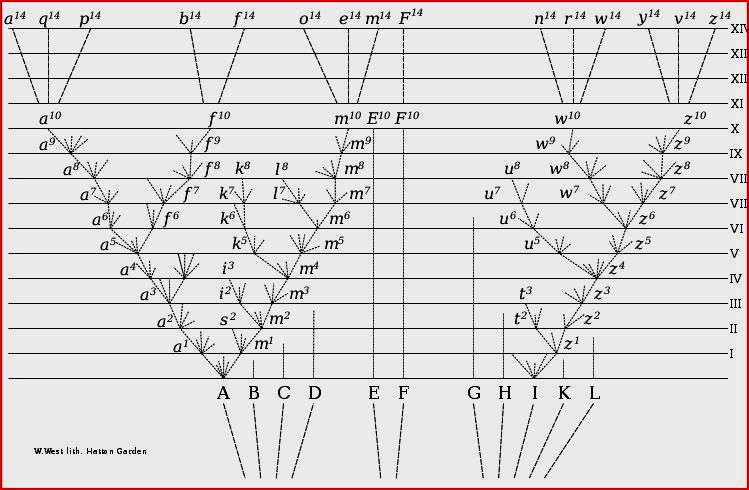 a14 q14 p14 b14 f14 o14 e14 m14 F14 n14 r14 w14 y14 v14 z14
XIV
XIII
XII
XI
a10 f10 m10 E10 F10 w10 z10
X
a9 f9 m9 w9 z9
IX
a8 f8 k8 l8 m8 u8 w8 z8
VIII
a7 f7 k7 l7 m7 u7 w7 z7
VII
a6 f6 k6 m6 u6 z6
VI
a5 k5 m5 u5 z5
V
a4 i3 m4 z4
IV
a3 i2 m3 t3 z3
III
a2 s2 m2 t2 z2
II
a1 m1 z1
I
A B C D E F G H I K L
W.West lith. Hatton Garden